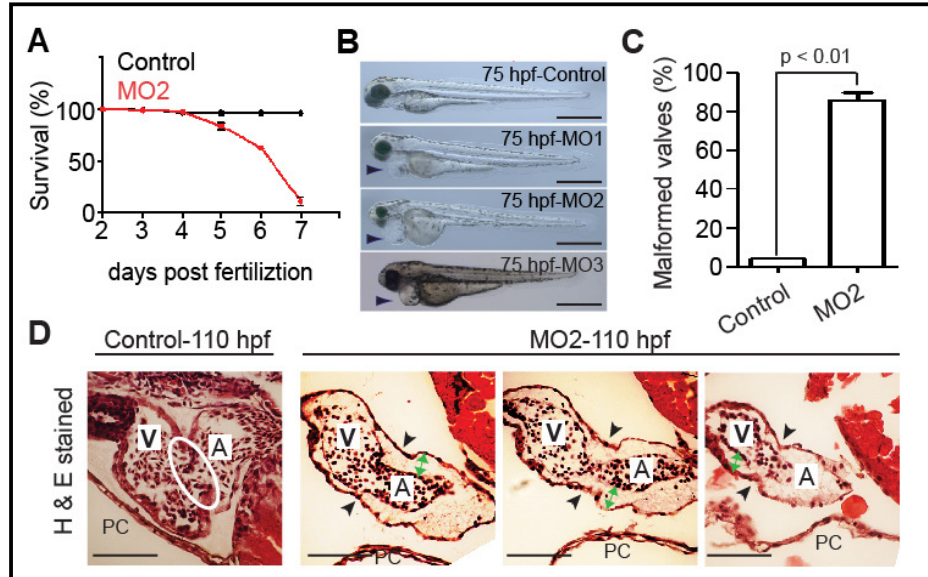 A
Control
MO2
Survival (%)
100
50
0
2 3 4 5 6 7
days post fertiliztion
B
75 hpf-Control
75 hpf-MO1
75 hpf-MO2
75 hpf-MO3
C
p < 0.01
Malformed valves (%)
100
80
60
40
20
0
Control
MO2
D
Control-110 hpf
MO2-110 hpf
H & E stained
V
A
PC
V
A
PC
V
A
PC
V
A
PC